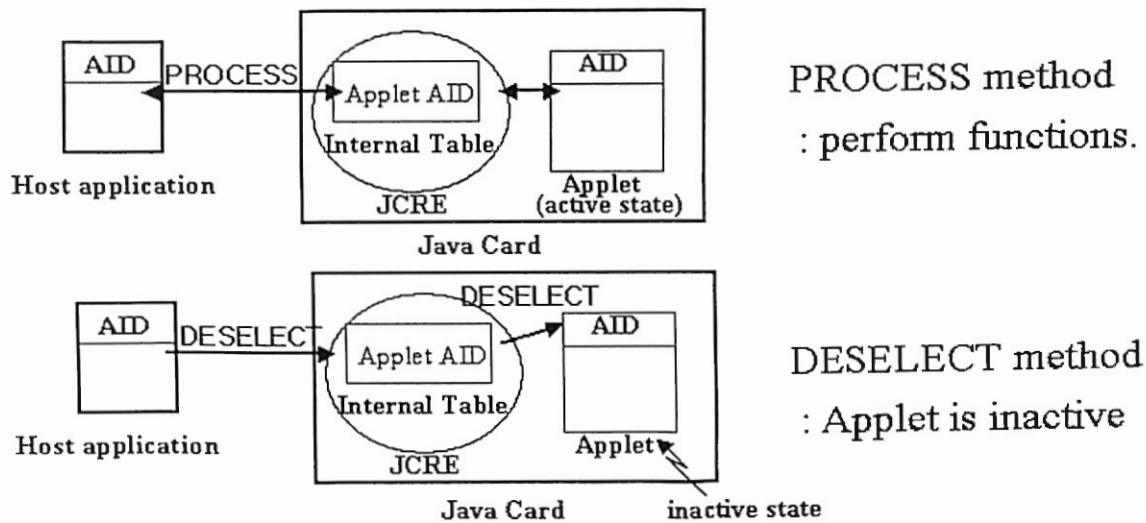 AID
PROCESS
Applet AID
Internal Table
JCRE
AID
Applet
(active state)
Host application
Java Card
PROCESS method
: perform functions.
AID
DESELECT
Applet AID
Internal Table
JCRE
DESELECT
AID
Applet
Host application
Java Card
inactive state
DESELECT method
: Applet is inactive